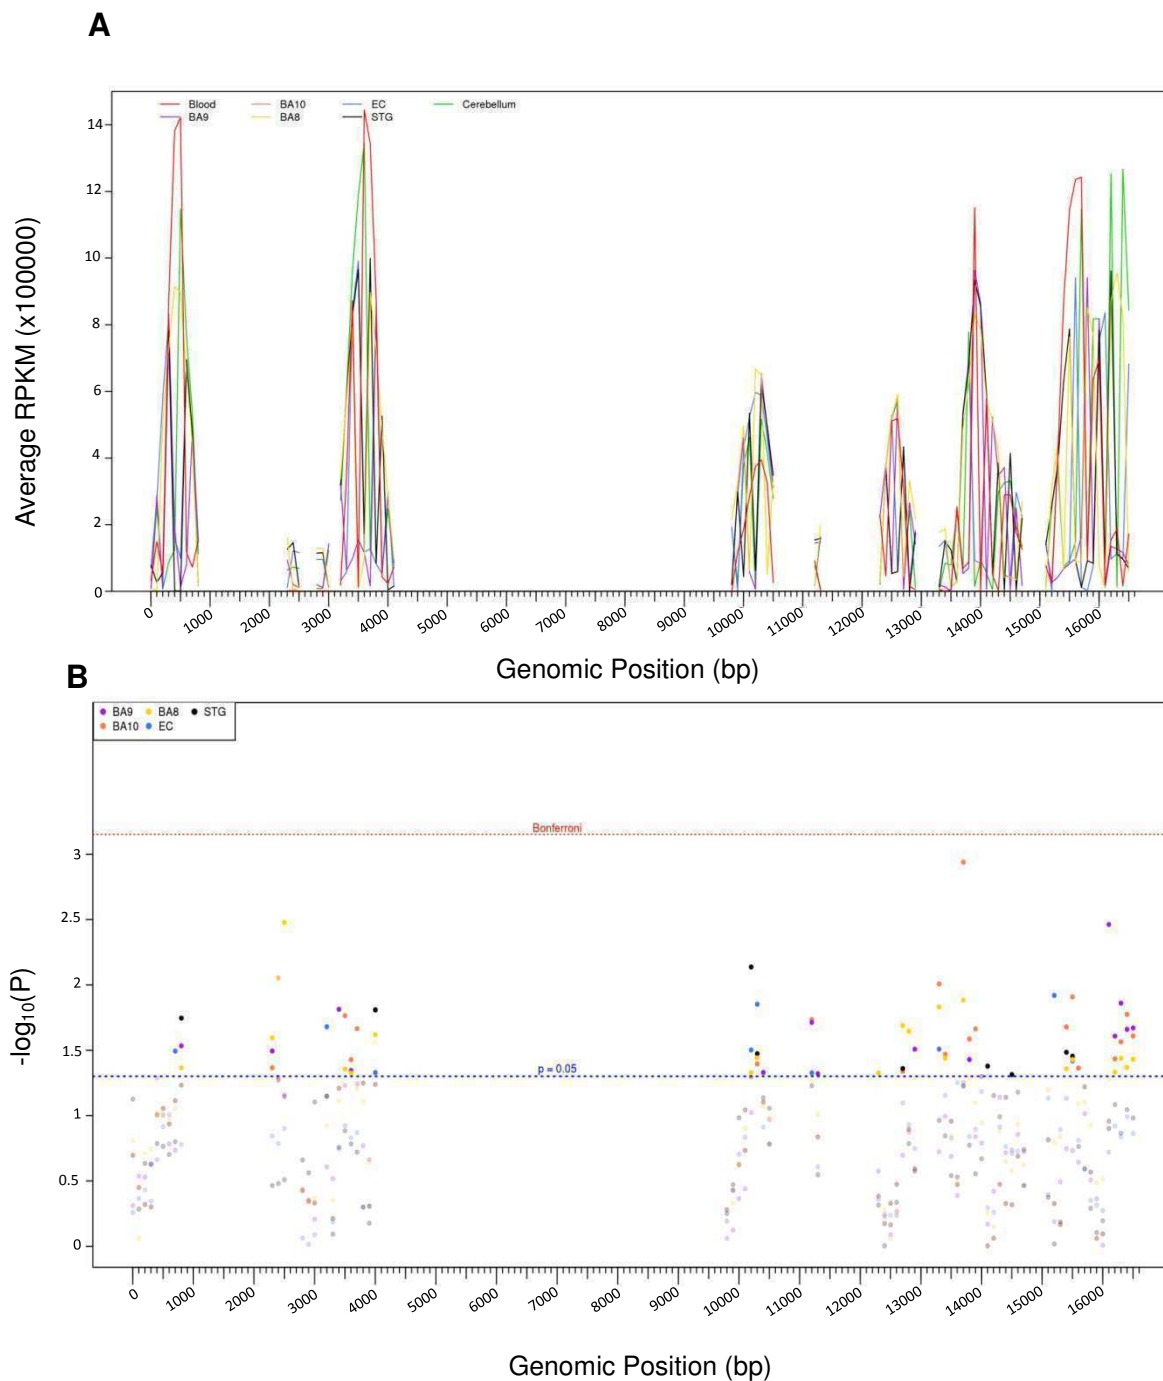 A
Blood BA10 EC Cerebellum
BA9 BA8 STG
14
12
10
8
6
4
2
0
Average RPKM (x100000)
0 1000 2000 3000 4000 5000 6000 7000 8000 9000 10000 11000 12000 13000 14000 15000 16000
Genomic Position (bp)
B
BA9 BA8 STG
BA10 EC
Bonferroni
3
2.5
2
1.5
p = 0.05
1
0.5
0
-log10(P)
0 1000 2000 3000 4000 5000 6000 7000 8000 9000 10000 11000 12000 13000 14000 15000 16000
Genomic Position (bp)